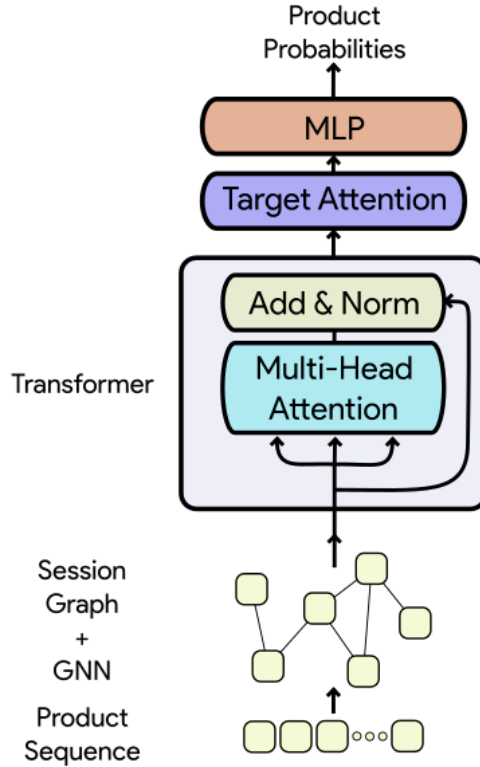 Product
Probabilities
MLP
Target Attention
Add & Norm
Multi-Head
Attention
Transformer
Session
Graph
+
GNN
Product
Sequence